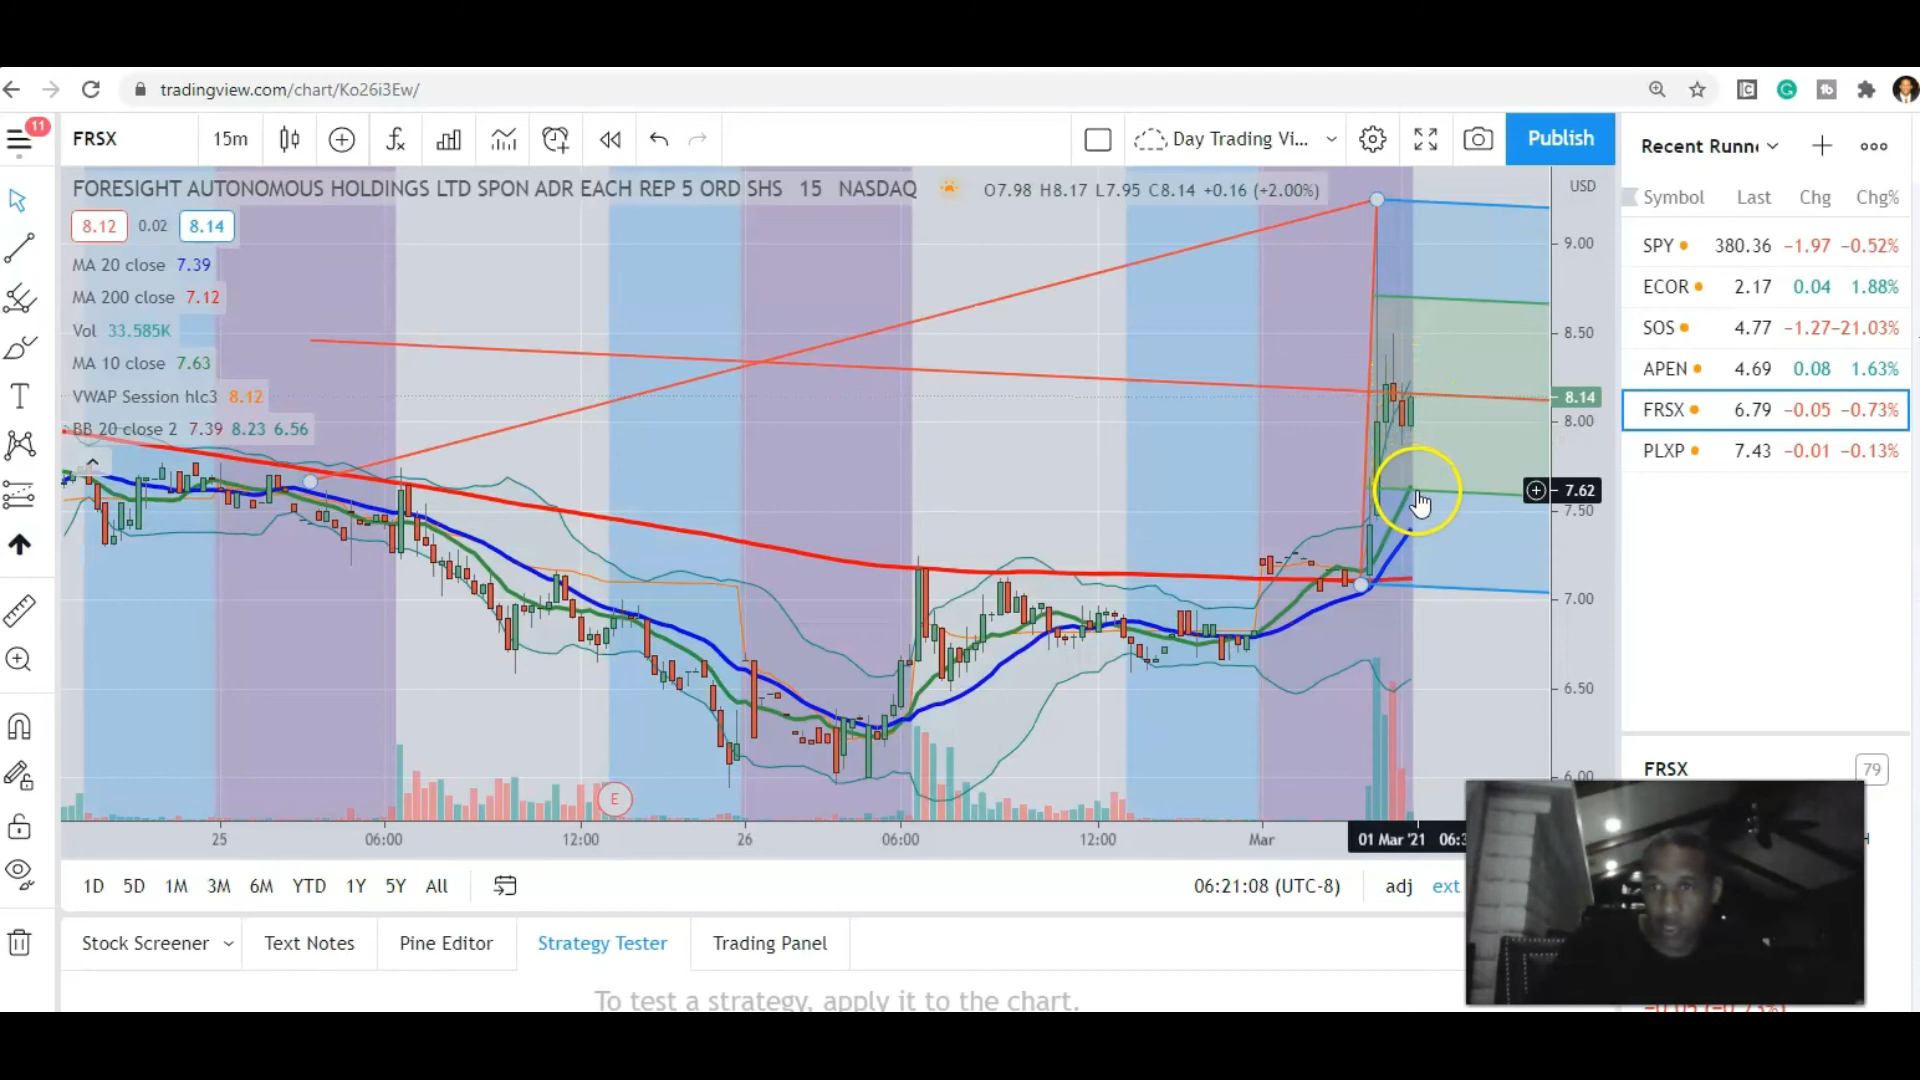 tradingview.com/chart/Ko26i3Ew/
11
FRSX 15m Day Trading Vi... Publish Recent Runn
FORESIGHT AUTONOMOUS HOLDINGS LTD SPON ADR EACH REP 5 ORD SHS 15 NASDAQ O7.98 H8.17 L7.95 C8.14 +0.16 (+2.00%) USD
8.12 0.02 8.14
MA 20 close 7.39
MA 200 close 7.12
Vol 33.585K
MA 10 close 7.63
VWAP Session hlc3 8.12
BB 20 close 2 7.39 8.23 6.56
9.00
8.50
8.14
8.00
7.62
7.50
7.00
6.50
6.00
Symbol Last Chg Chg%
SPY 380.36 −1.97 −0.52%
ECOR 2.17 0.04 1.88%
SOS 4.77 −1.27 −21.03%
APEN 4.69 0.08 1.63%
FRSX 6.79 −0.05 −0.73%
PLXP 7.43 −0.01 −0.13%
FRSX 79
E
25 06:00 12:00 26 06:00 12:00 Mar 01 Mar '21 06:3
1D 5D 1M 3M 6M YTD 1Y 5Y All 06:21:08 (UTC-8) adj ext
Stock Screener Text Notes Pine Editor Strategy Tester Trading Panel
To test a strategy, apply it to the chart.